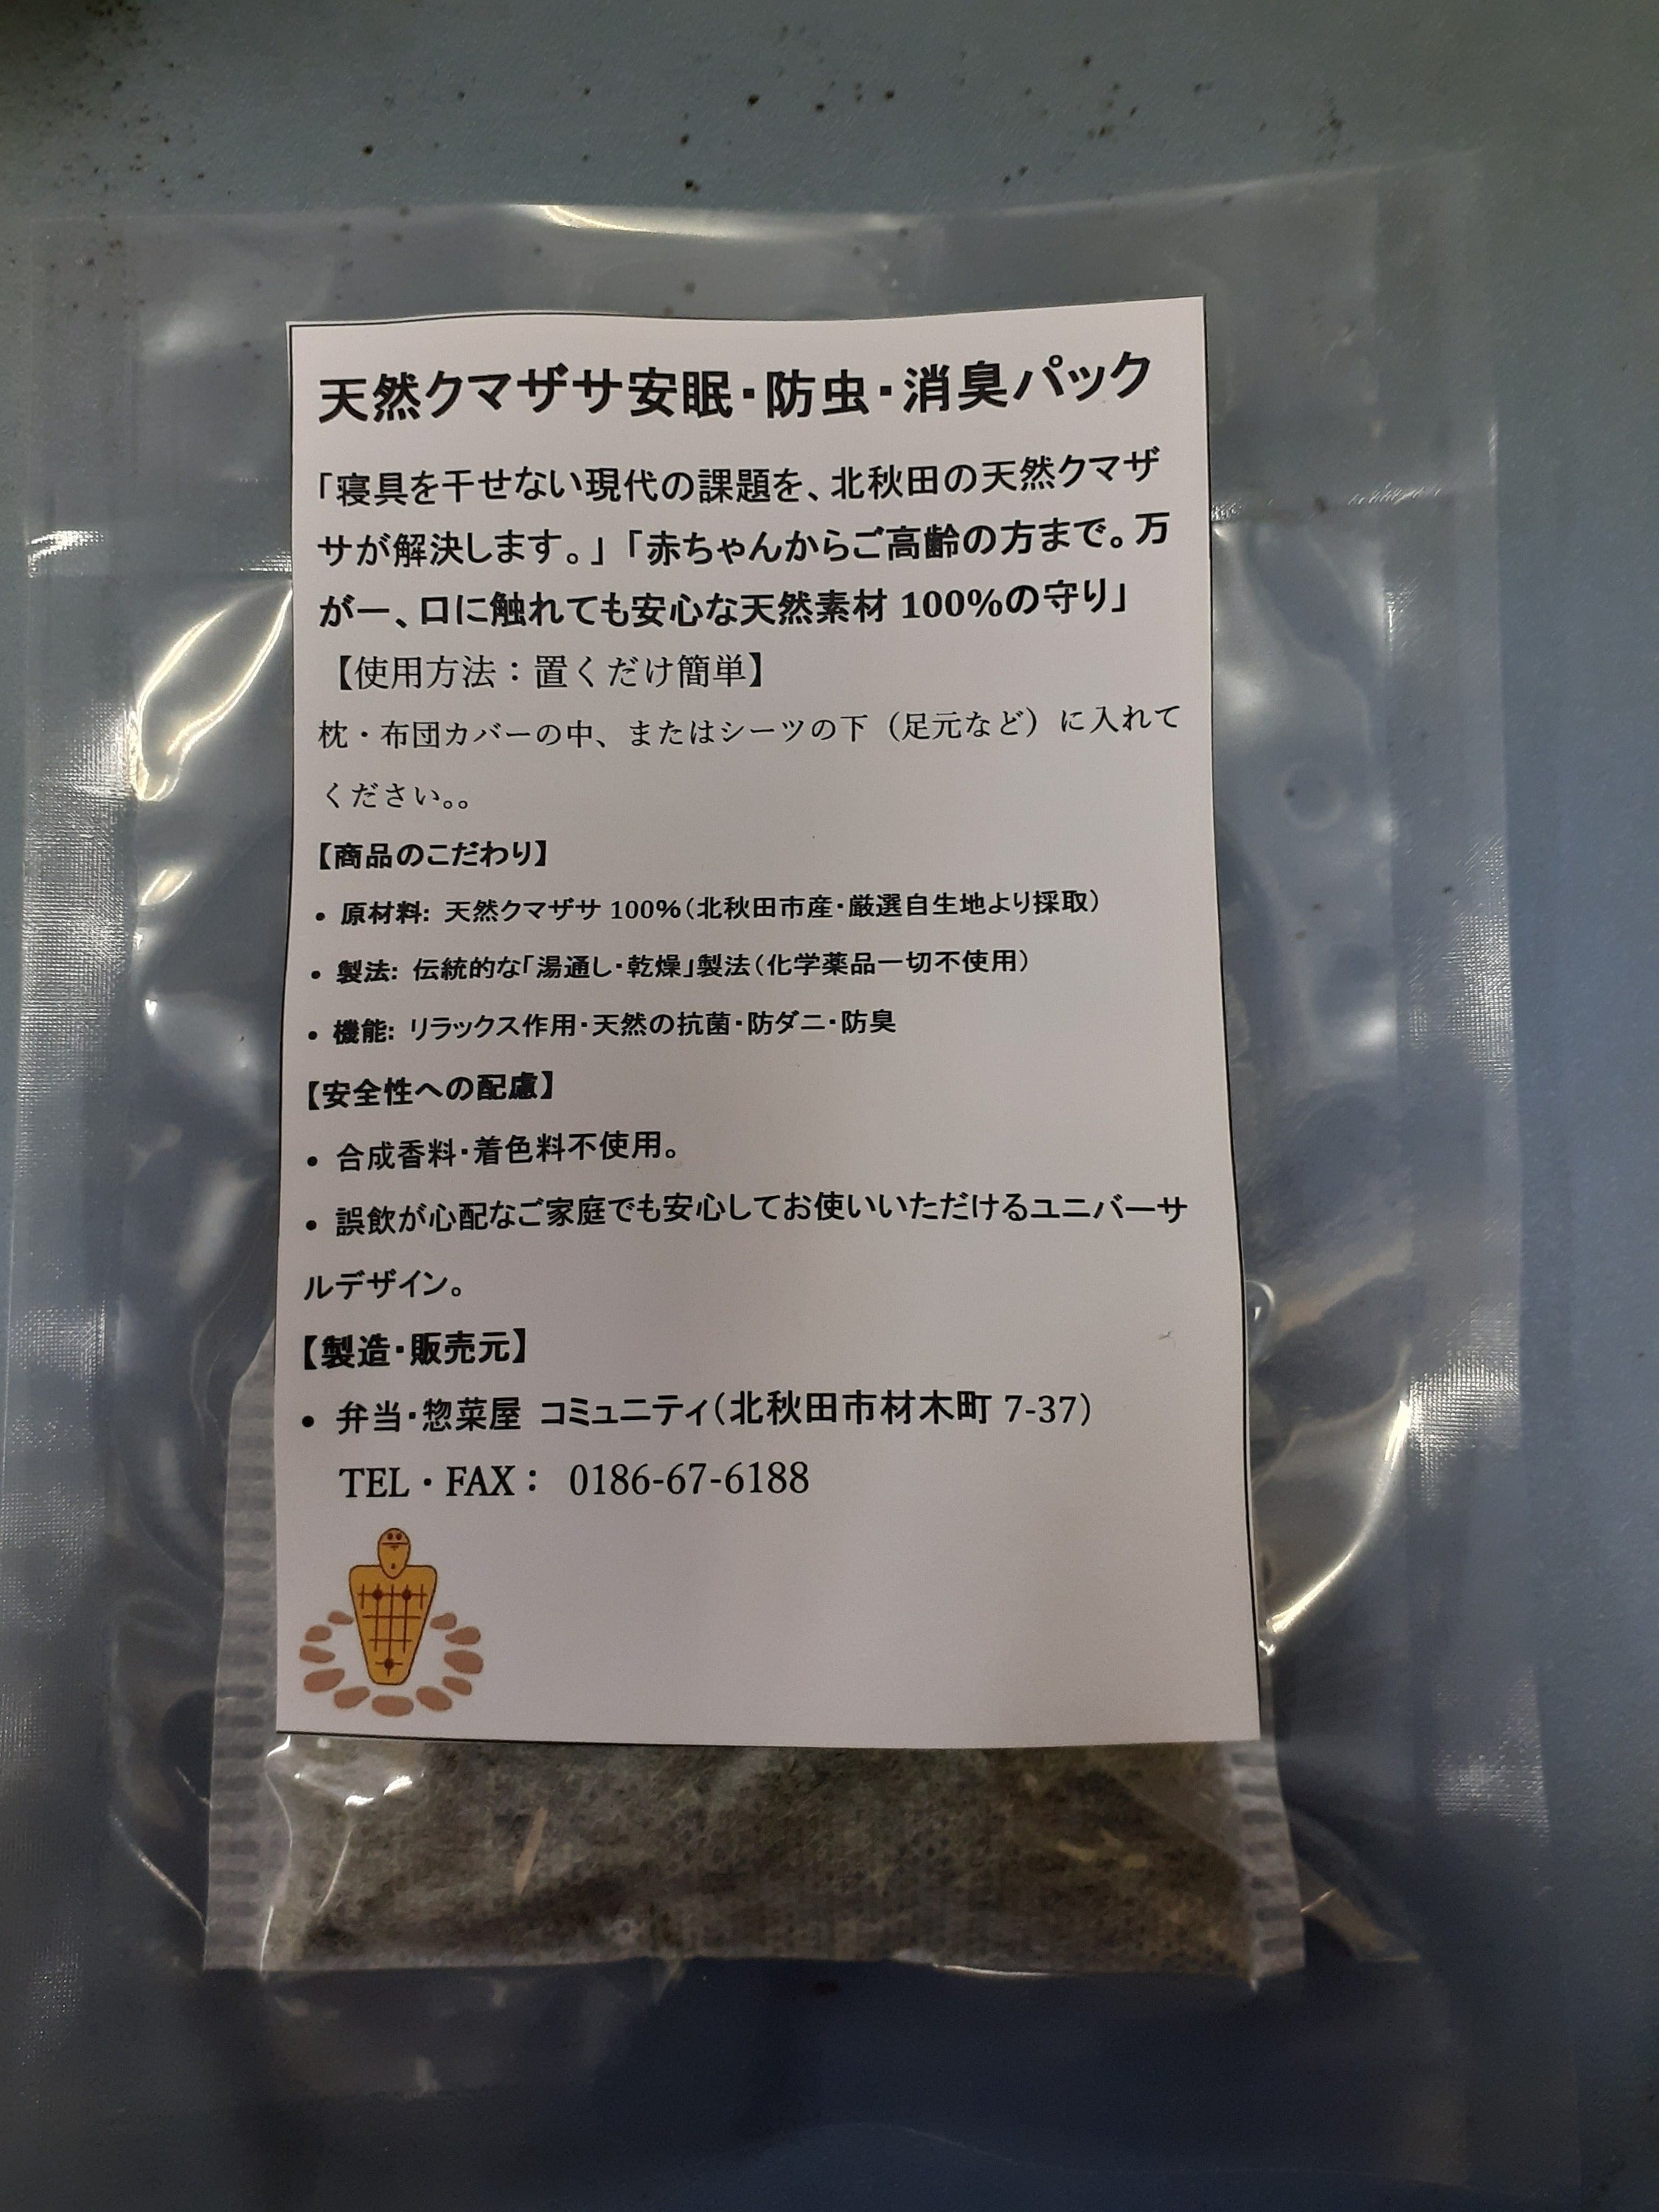 天然クマザサ安眠・防虫・消臭パック
「寝具を干せない現代の課題を、北秋田の天然クマザ
サが解決します。」「赤ちゃんからご高齢の方まで。万
が一、口に触れても安心な天然素材 100%の守り」
【使用方法：置くだけ簡単】
枕・布団カバーの中、またはシーツの下（足元など）に入れて
ください。。
【商品のこだわり】
• 原材料: 天然クマザサ 100%（北秋田市産・厳選自生地より採取）
• 製法: 伝統的な「湯通し・乾燥」製法（化学薬品一切不使用）
• 機能: リラックス作用・天然の抗菌・防ダニ・防臭
【安全性への配慮】
• 合成香料・着色料不使用。
• 誤飲が心配なご家庭でも安心してお使いいただけるユニバーサ
ルデザイン。
【製造・販売元】
• 弁当・惣菜屋 コミュニティ（北秋田市材木町 7-37）
TEL・FAX： 0186-67-6188